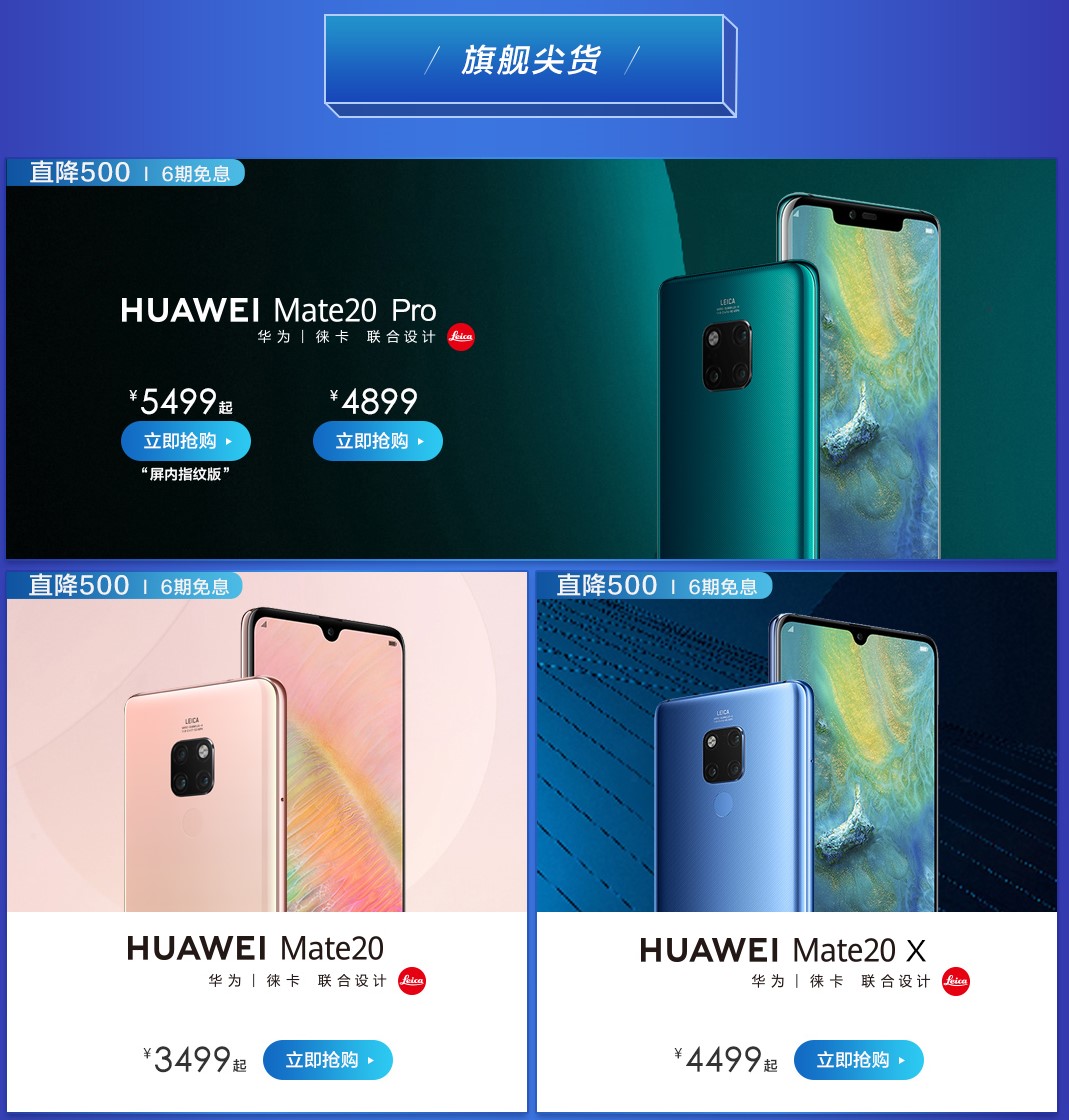 旗舰尖货
直降500 | 6期免息
HUAWEI Mate20 Pro
华为 | 徕卡 联合设计 Leica
¥5499起 ¥4899
立即抢购 立即抢购
“屏内指纹版”
LEICA
直降500 | 6期免息
LEICA
HUAWEI Mate20
华为 | 徕卡 联合设计 Leica
¥3499起 立即抢购
直降500 | 6期免息
LEICA
HUAWEI Mate20 X
华为 | 徕卡 联合设计 Leica
¥4499起 立即抢购